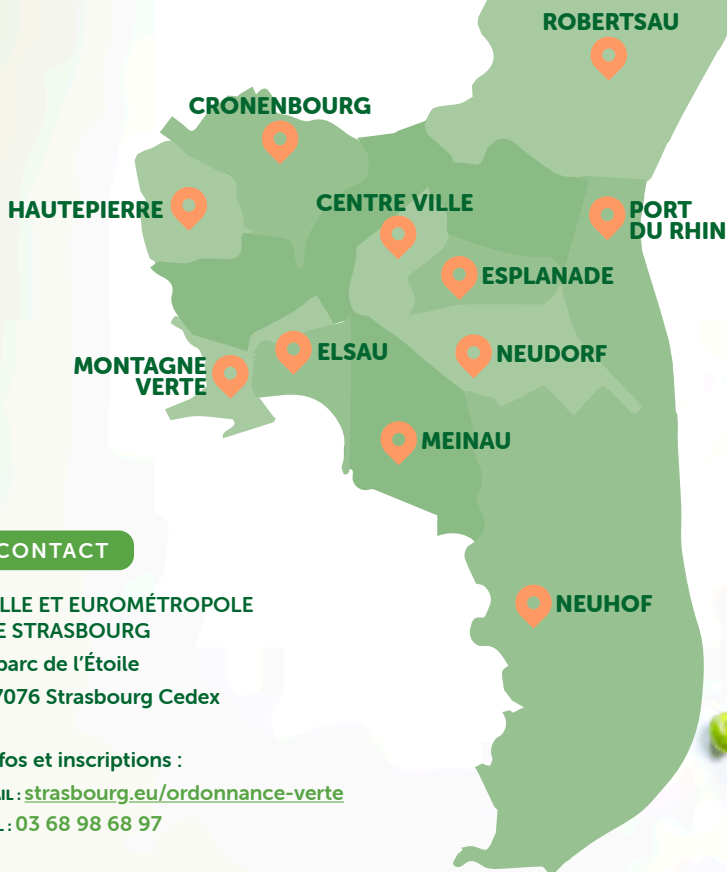 ROBERTSAU
CRONENBOURG
HAUTEPIERRE
CENTRE VILLE
PORT
DU RHIN
ESPLANADE
MONTAGNE
VERTE
ELSAU
NEUDORF
MEINAU
CONTACT
NEUHOF
LLE ET EUROMÉTROPOLE
E STRASBOURG
parc de l'Étoile
7076 Strasbourg Cedex
fos et inscriptions :
IL : strasbourg.eu/ordonnance-verte
L : 03 68 98 68 97